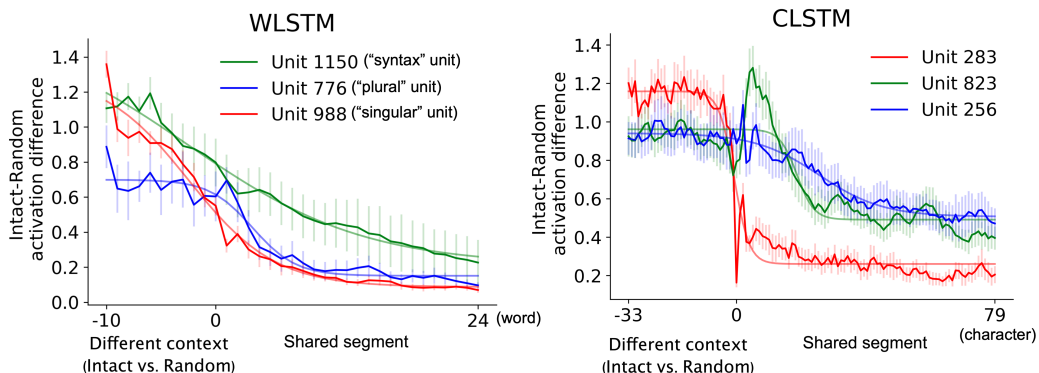 WLSTM
Unit 1150 (“syntax” unit)
Unit 776 (“plural” unit)
Unit 988 (“singular” unit)
Intact-Random
activation difference
1.4
1.2
1.0
0.8
0.6
0.4
0.2
0.0
-10
0
24 (word)
Different context
(Intact vs. Random)
Shared segment
CLSTM
Unit 283
Unit 823
Unit 256
Intact-Random
activation difference
1.4
1.2
1.0
0.8
0.6
0.4
0.2
-33
0
79
(character)
Different context
(Intact vs. Random)
Shared segment